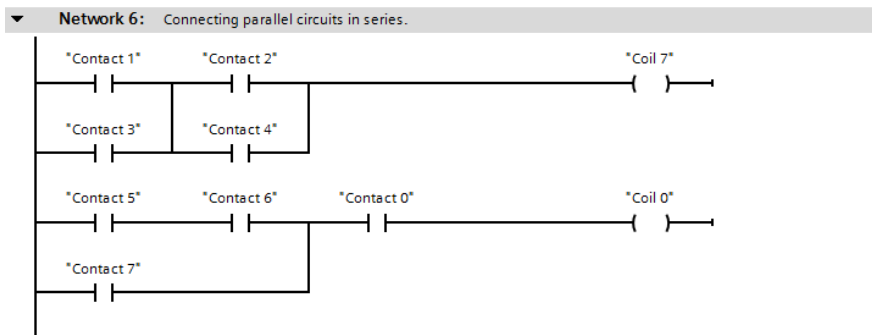 Network 6: Connecting parallel circuits in series.
"Contact 1" "Contact 2" "Coil 7"
"Contact 3" "Contact 4"
"Contact 5" "Contact 6" "Contact 0" "Coil 0"
"Contact 7"